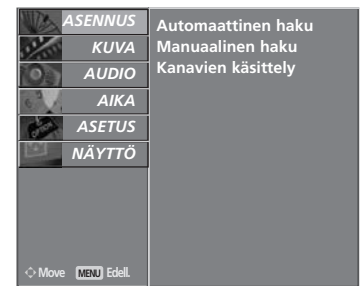 ASENNUS
KUVA
AUDIO
AIKA
ASETUS
NÄYTTÖ
Automaattinen haku
Manuaalinen haku
Kanavien käsittely
Move MENU Edell.